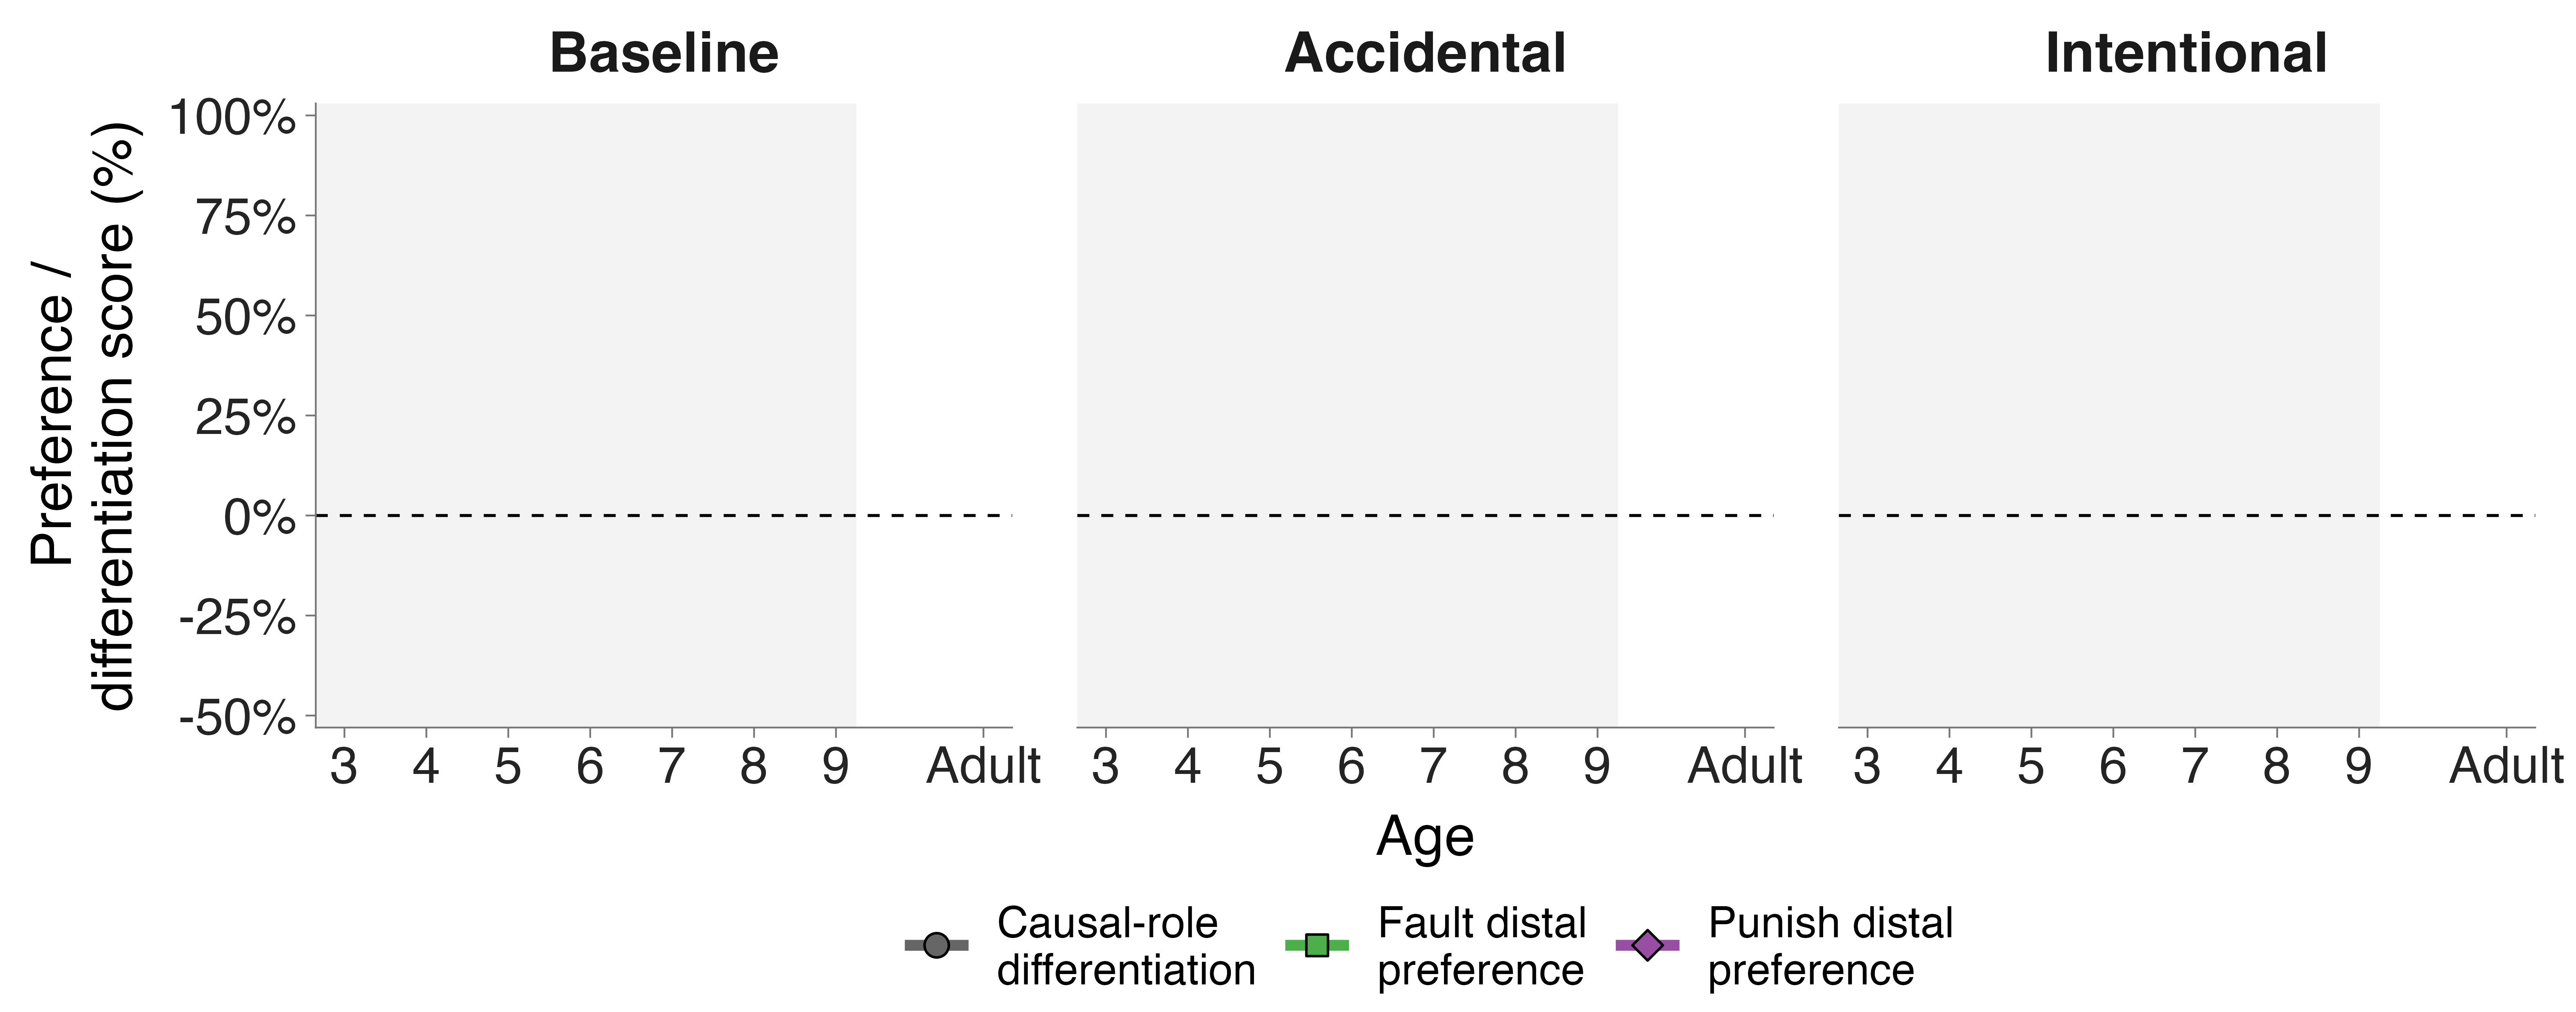 Baseline
Accidental
Intentional
Preference /
differentiation score (%)
100%
75%
50%
25%
0%
-25%
-50%
3 4 5 6 7 8 9 Adult
3 4 5 6 7 8 9 Adult
3 4 5 6 7 8 9 Adult
Age
Causal-role
differentiation
Fault distal
preference
Punish distal
preference